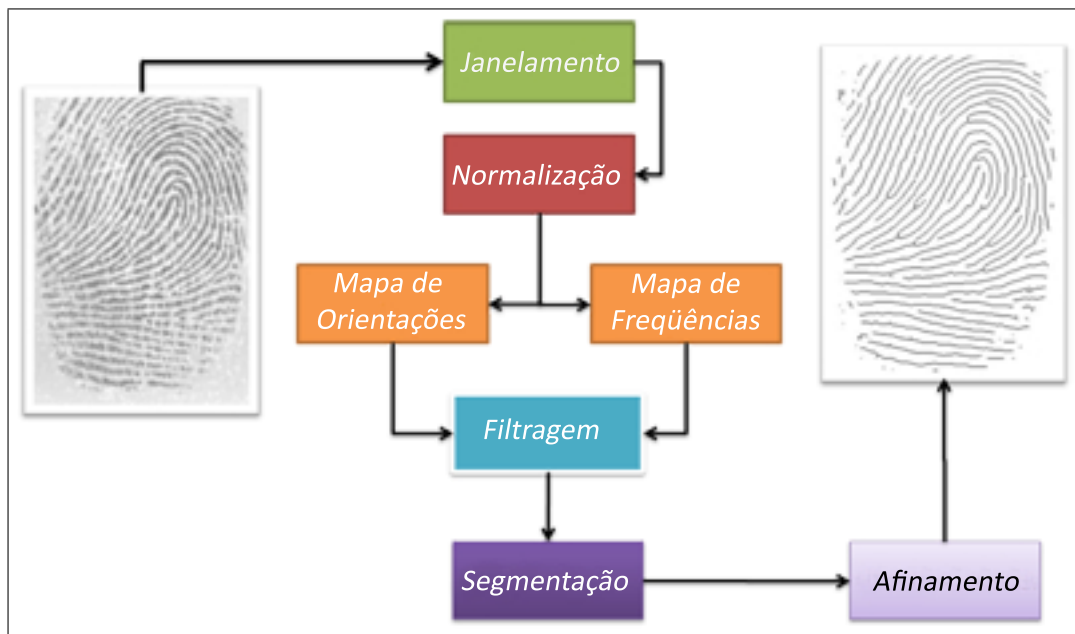 Janelamento
Normalização
Mapa de
Orientações
Mapa de
Freqüências
Filtragem
Segmentação
Afinamento